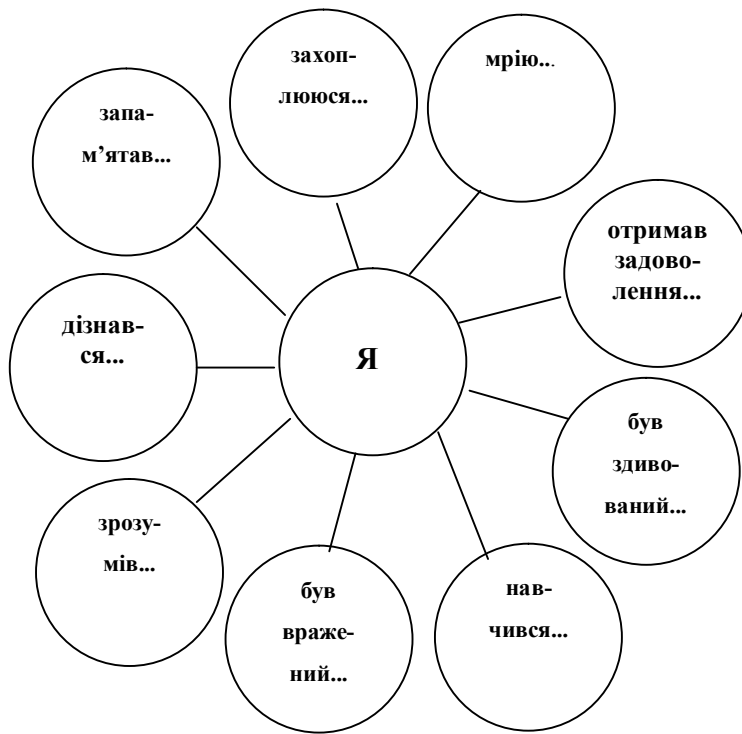 захоп-
лююся...
мрію...
запа-
м’ятав...
отримав
задово-
лення...
дізнав-
ся...
Я
був
здиво-
ваний...
зрозу-
мів...
був
враже-
ний...
нав-
чився...